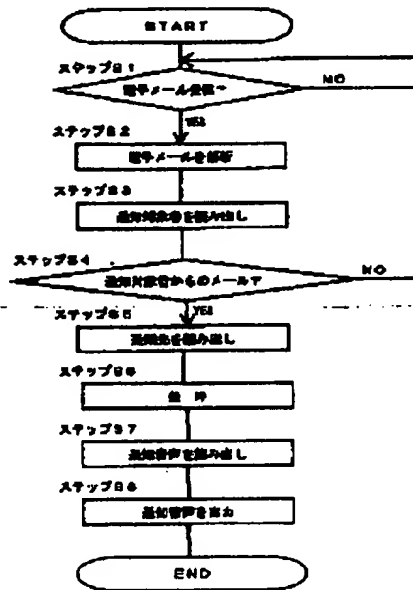 START
ステップS1
電子メール受信?
NO
YES
ステップS2
電子メールを解析
ステップS3
通知対象者を読み出し
ステップS4
通知対象者からのメール?
NO
YES
ステップS5
通知先を読み出し
ステップS6
ステップS7
通知音声を読み出し
ステップS8
通知音声を出力
END